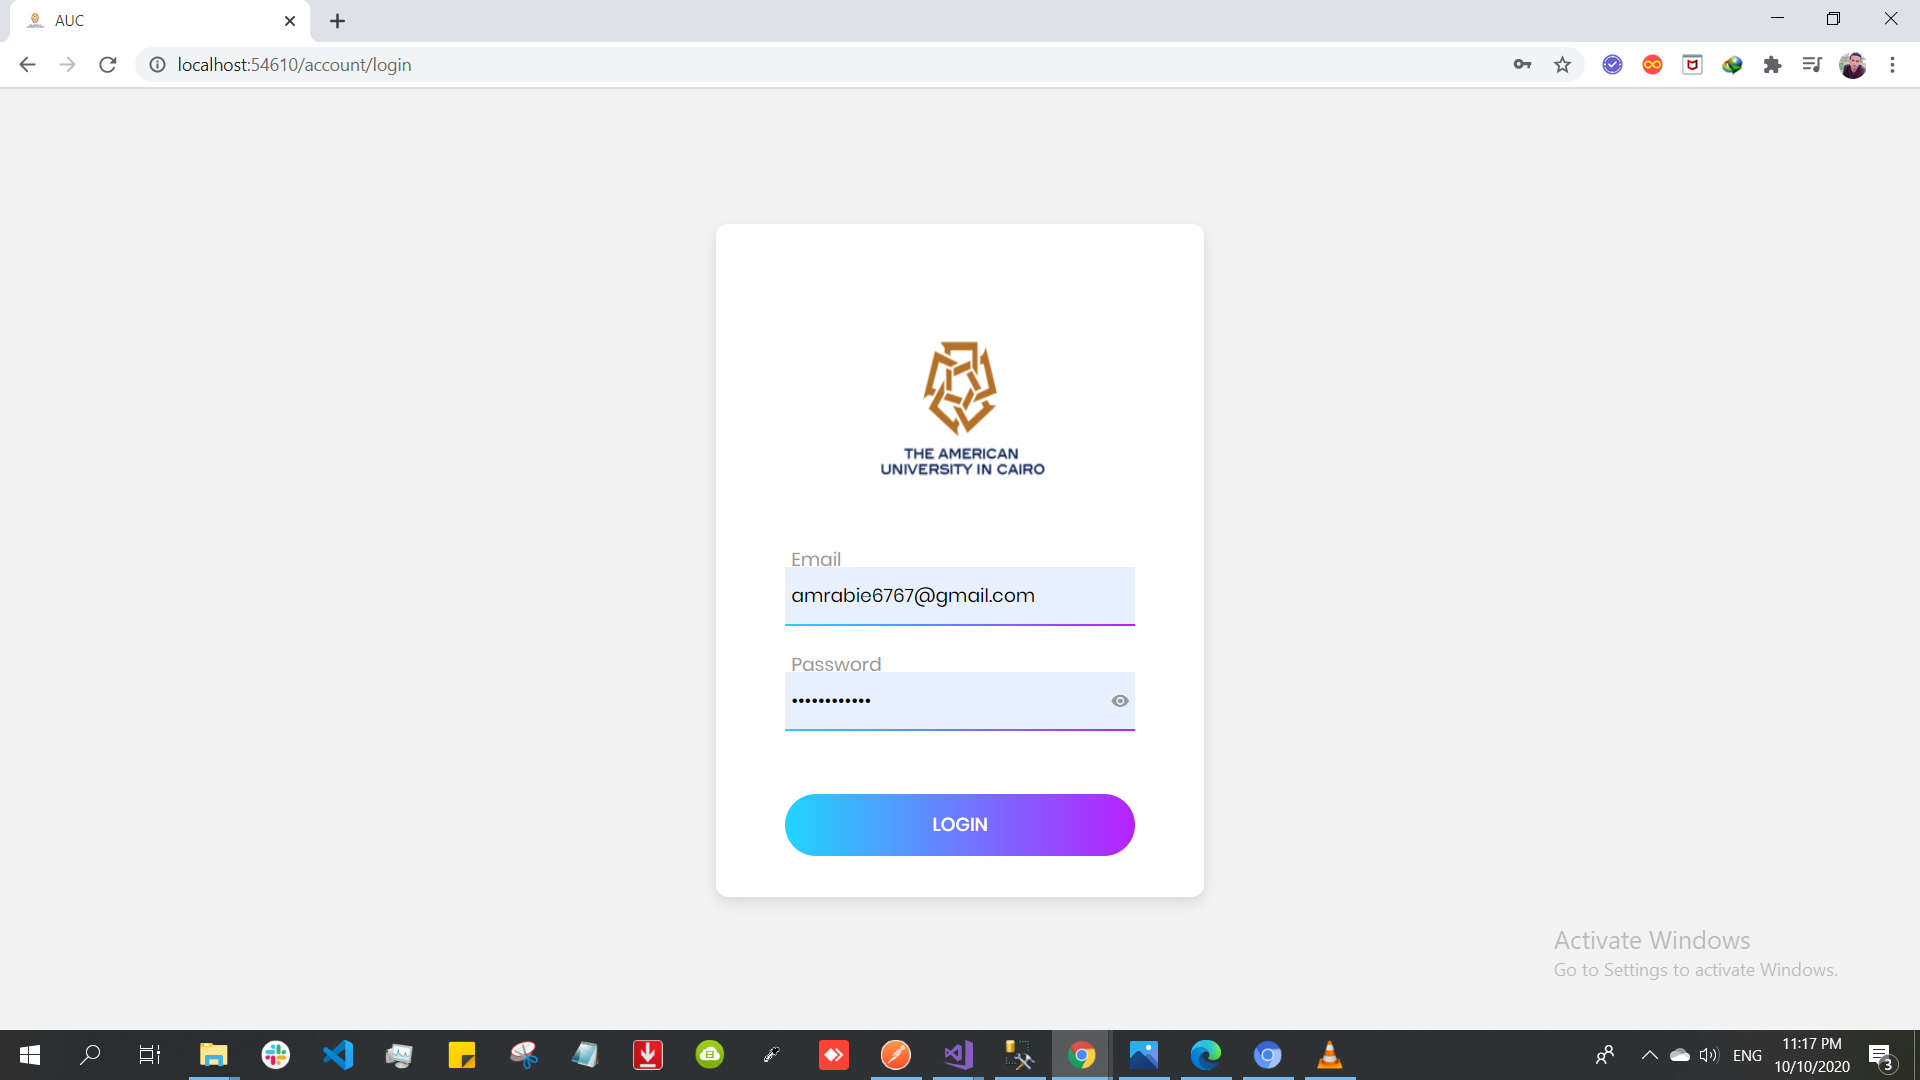 AUC
localhost:54610/account/login
THE AMERICAN
UNIVERSITY IN CAIRO
Email
amrabie6767@gmail.com
Password
••••••••••••
LOGIN
Activate Windows
Go to Settings to activate Windows.
ENG
11:17 PM
10/10/2020
3